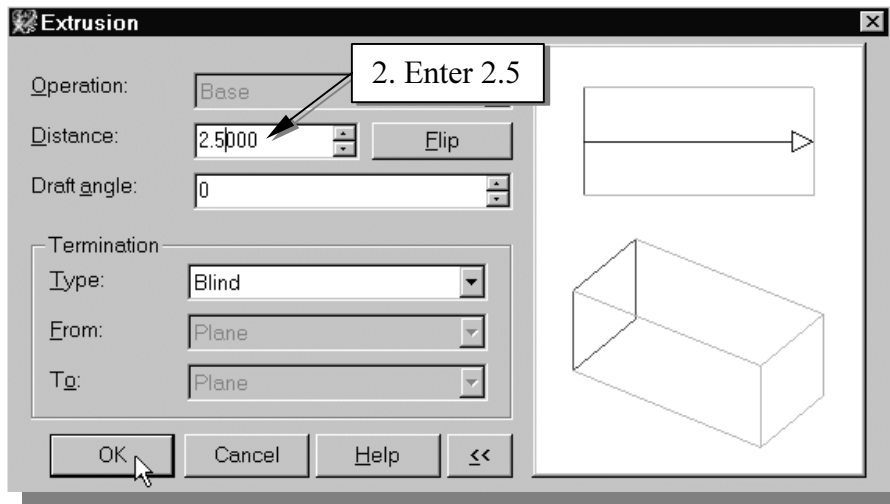 Extrusion
2. Enter 2.5
Operation: Base
Distance: 2.5000 Flip
Draft angle: 0
Termination
Type: Blind
From: Plane
To: Plane
OK Cancel Help <<